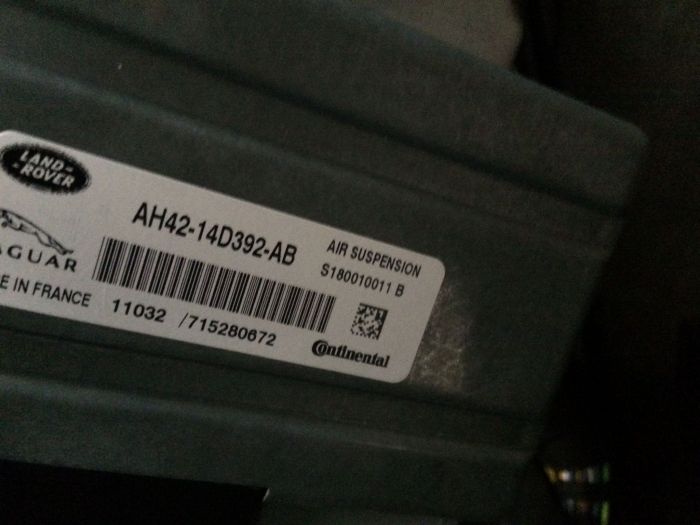 LAND-
-ROVER
AGUAR
E IN FRANCE
AH42-14D392-AB
11032 /715280672
AIR SUSPENSION
S180010011 B
Continental